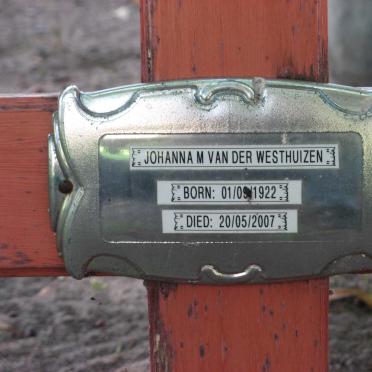 JOHANNA M VAN DER WESTHUIZEN
BORN:
DIED: 20/05/2007